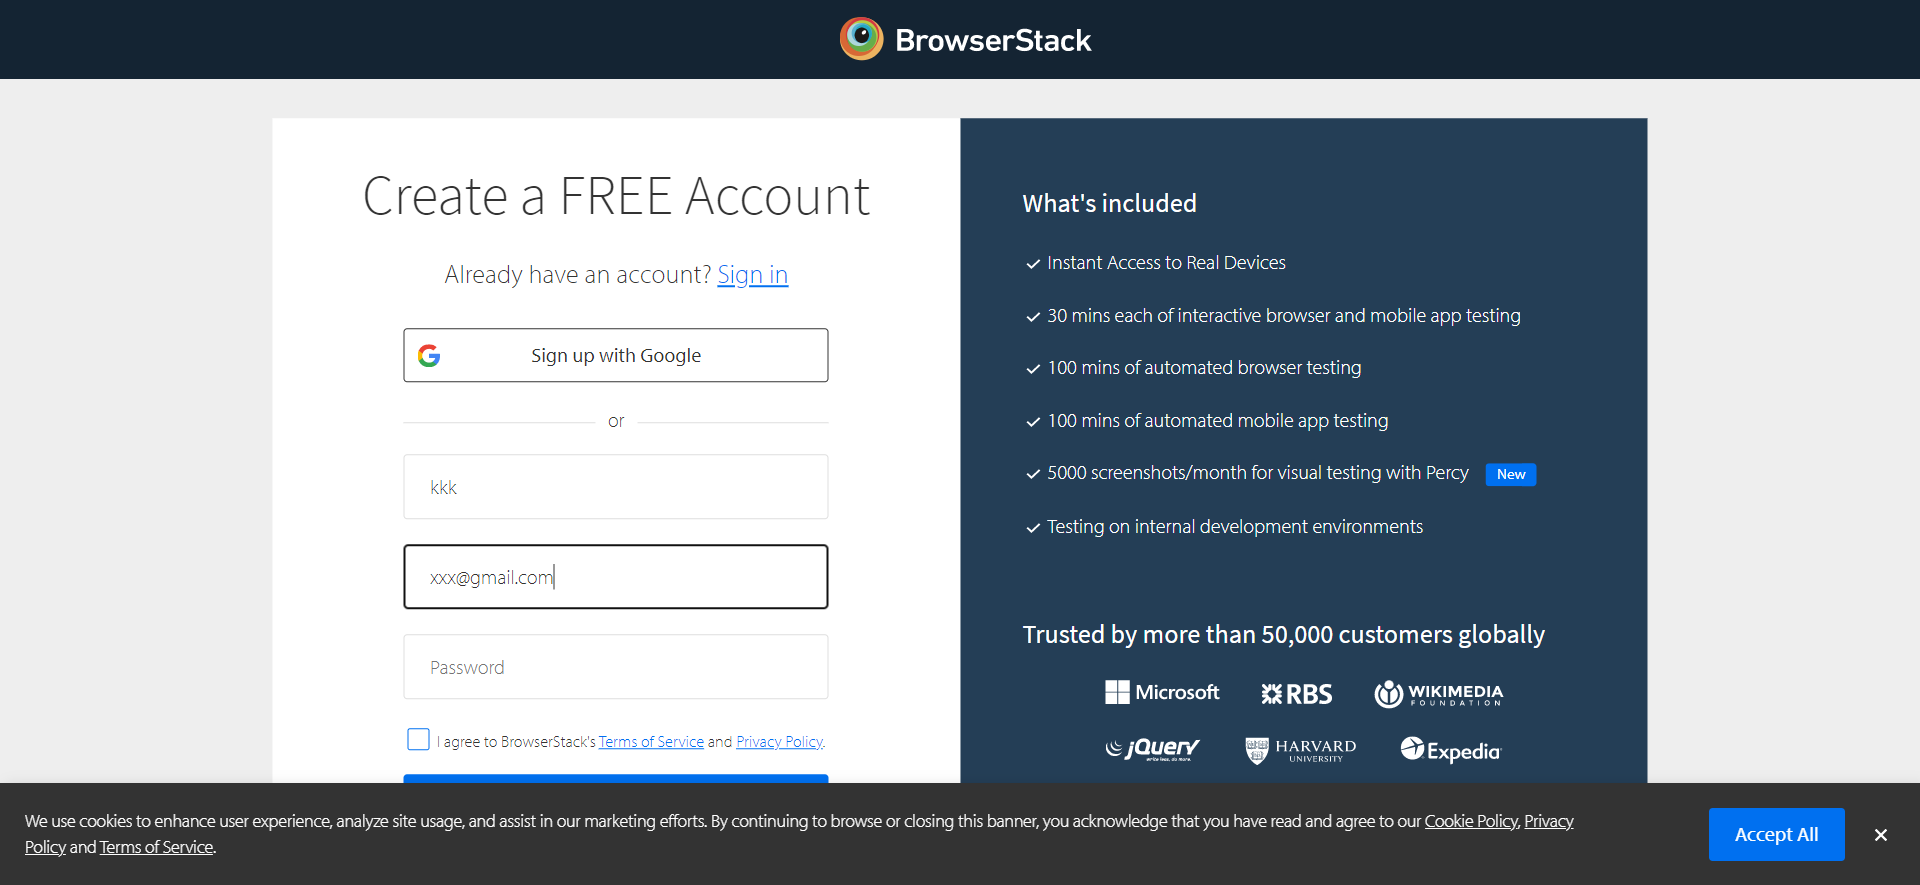 BrowserStack
Create a FREE Account
Already have an account? Sign in
Sign up with Google
or
kkk
xxx@gmail.com
Password
I agree to BrowserStack's Terms of Service and Privacy Policy.
What's included
Instant Access to Real Devices
30 mins each of interactive browser and mobile app testing
100 mins of automated browser testing
100 mins of automated mobile app testing
5000 screenshots/month for visual testing with Percy New
Testing on internal development environments
Trusted by more than 50,000 customers globally
Microsoft RBS WIKIMEDIA
FOUNDATION
jQuery HARVARD Expedia
write less, do more. UNIVERSITY
We use cookies to enhance user experience, analyze site usage, and assist in our marketing efforts. By continuing to browse or closing this banner, you acknowledge that you have read and agree to our Cookie Policy, Privacy
Policy and Terms of Service.
Accept All